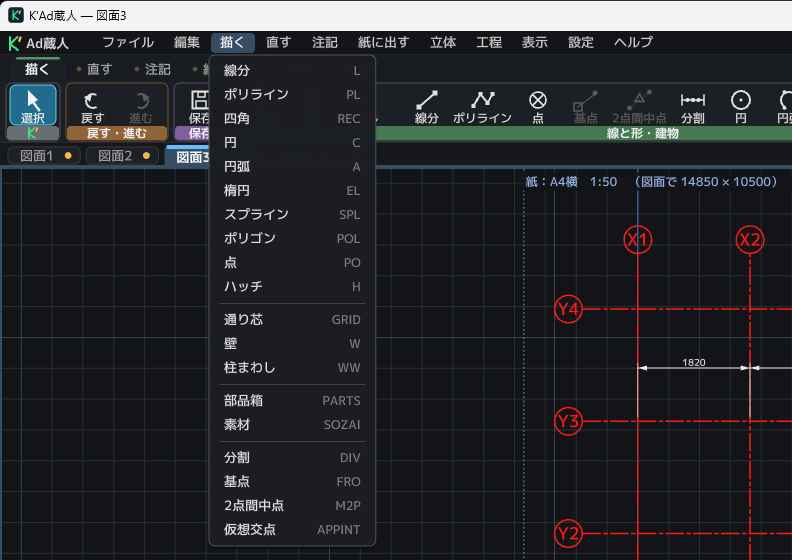 K'Ad蔵人 — 図面3
K' Ad蔵人 ファイル 編集 描く 直す 注記 紙に出す 立体 工程 表示 設定 ヘルプ
描く 直す 注記
選択 戻す 進む 保存 線分 ポリライン 点 基点 2点間中点 分割 円
K' 戻す・進む 保存 線と形・建物
図面1 図面2 図面3
線分 L
ポリライン PL
四角 REC
円 C
円弧 A
楕円 EL
スプライン SPL
ポリゴン POL
点 PO
ハッチ H
通り芯 GRID
壁 W
柱まわし WW
部品箱 PARTS
素材 SOZAI
分割 DIV
基点 FRO
2点間中点 M2P
仮想交点 APPINT
紙：A4横 1:50 （図面で 14850 × 10500）
X1 X2
Y4
1820
Y3
Y2